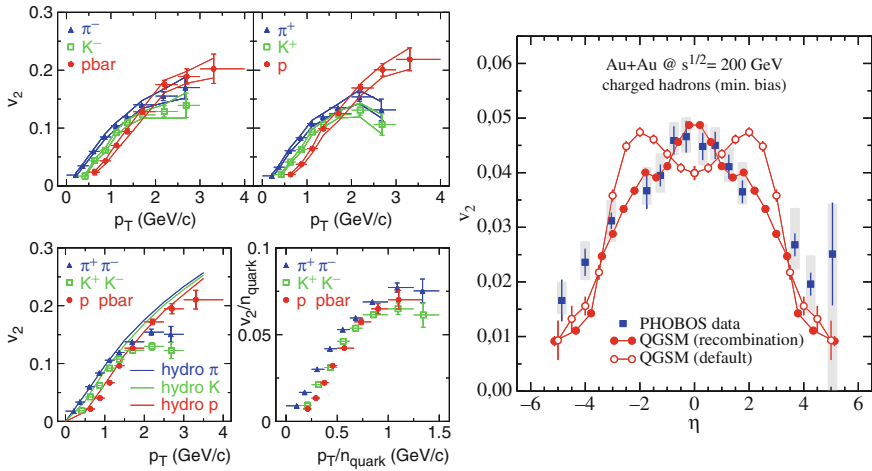 0.3
0.2
0.1
0
v2
π−
K−
pbar
0 1 2 3
pT (GeV/c)
π+
K+
p
0 1 2 3 4
pT (GeV/c)
0.3
0.2
0.1
0
v2
π+ π−
K+ K−
p pbar
hydro π
hydro K
hydro p
0 1 2 3 4
pT (GeV/c)
0.1
0.05
0
v2/nquark
π+ π−
K+ K−
p pbar
0 0.5 1 1.5
pT/nquark (GeV/c)
0,06
0,05
0,04
0,03
0,02
0,01
0,00
v2
Au+Au @ s1/2= 200 GeV
charged hadrons (min. bias)
PHOBOS data
QGSM (recombination)
QGSM (default)
−6 −4 −2 0 2 4 6
η